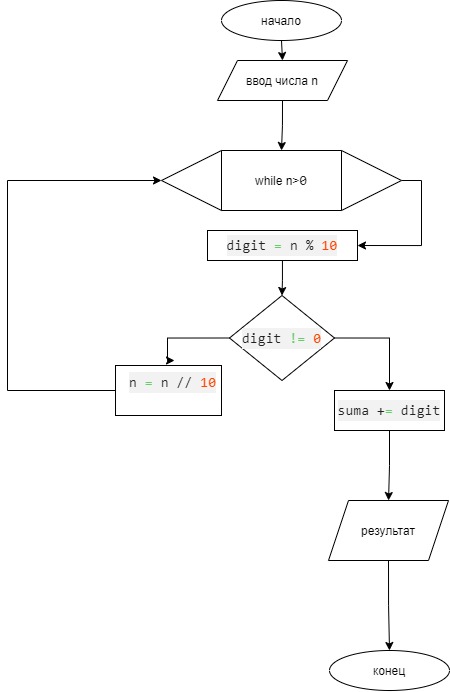 начало
ввод числа n
while n>0
digit = n % 10
digit != 0
n = n // 10
suma += digit
результат
конец